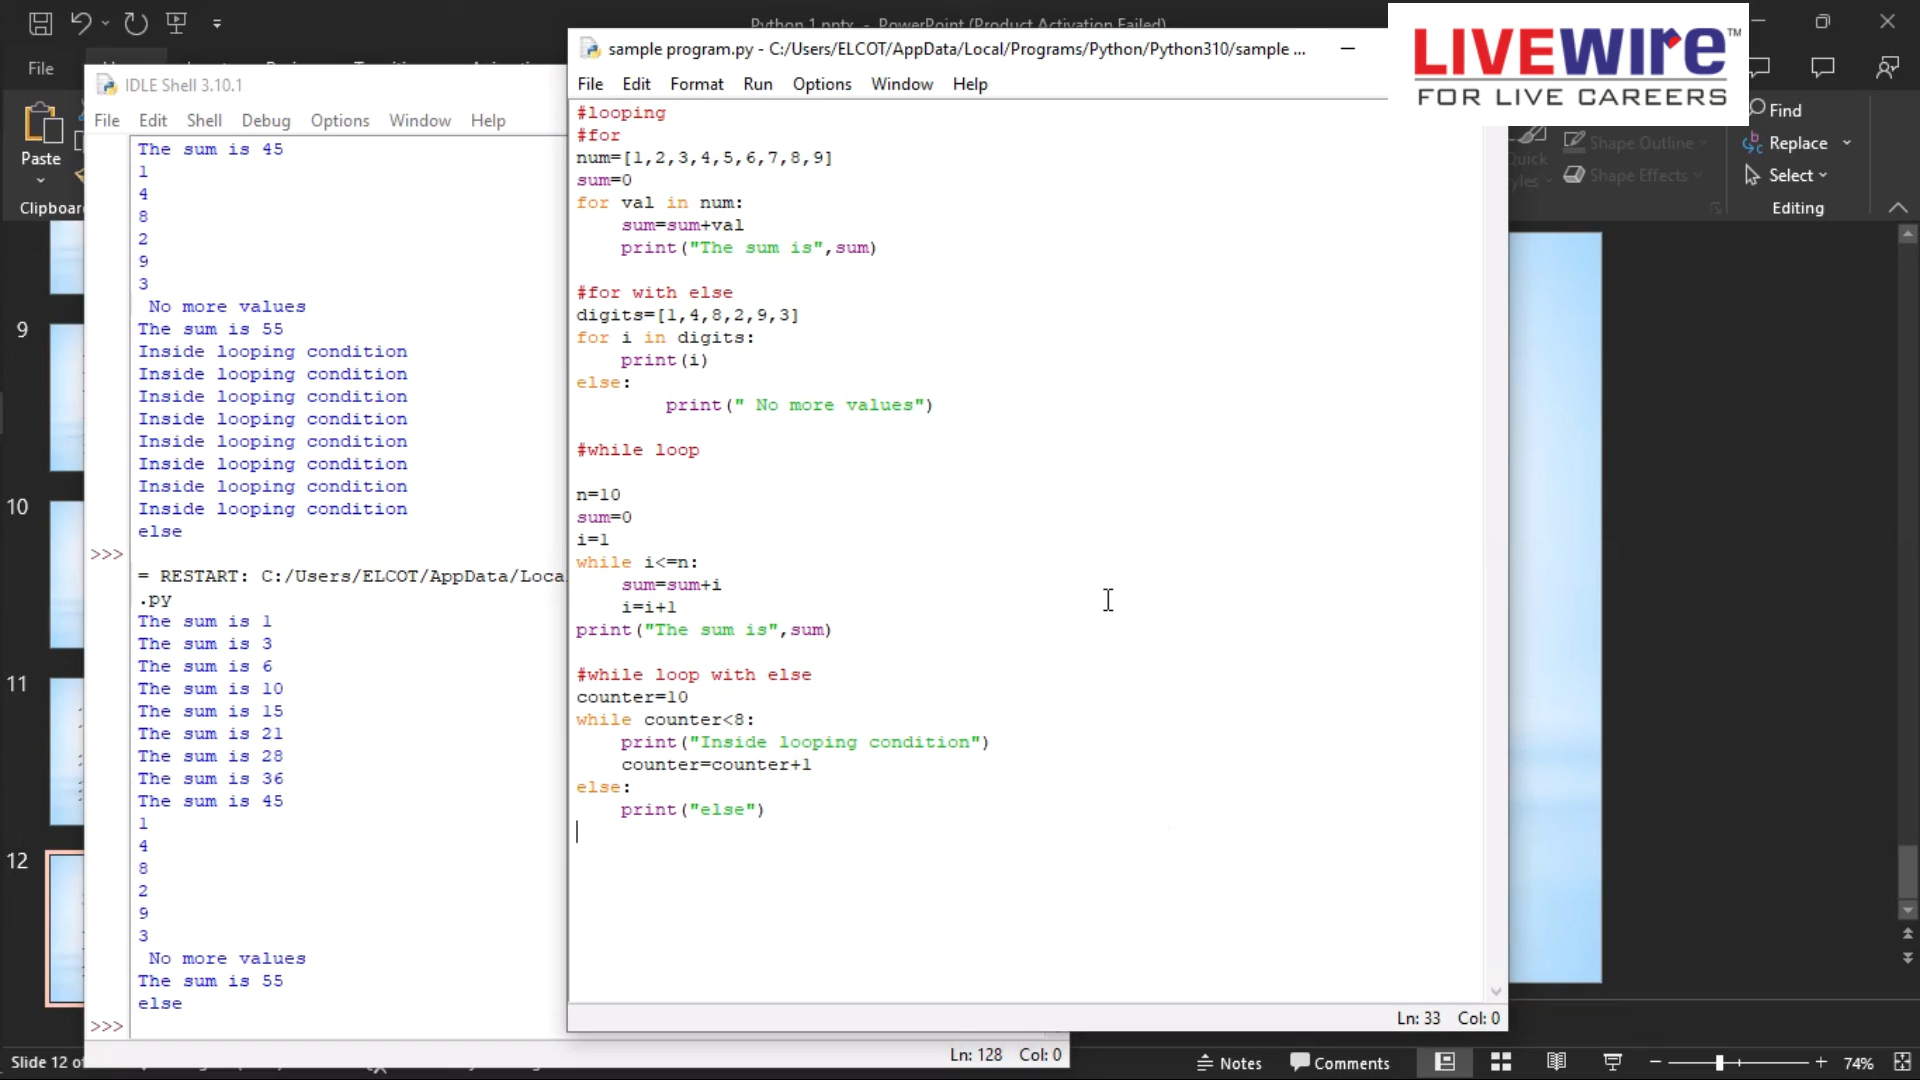 Python 1.pptx - PowerPoint (Product Activation Failed)
LIVEWIRE™
FOR LIVE CAREERS
File
Paste
Clipboar
Find
Replace
Select
Editing
Shape Outline
Shape Effects
9
10
11
12
IDLE Shell 3.10.1
File Edit Shell Debug Options Window Help
The sum is 45
1
4
8
2
9
3
No more values
The sum is 55
Inside looping condition
Inside looping condition
Inside looping condition
Inside looping condition
Inside looping condition
Inside looping condition
Inside looping condition
Inside looping condition
else
>>>
= RESTART: C:/Users/ELCOT/AppData/Loca
.py
The sum is 1
The sum is 3
The sum is 6
The sum is 10
The sum is 15
The sum is 21
The sum is 28
The sum is 36
The sum is 45
1
4
8
2
9
3
No more values
The sum is 55
else
>>>
Ln: 128 Col: 0
sample program.py - C:/Users/ELCOT/AppData/Local/Programs/Python/Python310/sample ...
File Edit Format Run Options Window Help
#looping
#for
num=[1,2,3,4,5,6,7,8,9]
sum=0
for val in num:
    sum=sum+val
    print("The sum is",sum)

#for with else
digits=[1,4,8,2,9,3]
for i in digits:
    print(i)
else:
        print(" No more values")

#while loop

n=10
sum=0
i=1
while i<=n:
    sum=sum+i
    i=i+1
print("The sum is",sum)

#while loop with else
counter=10
while counter<8:
    print("Inside looping condition")
    counter=counter+1
else:
    print("else")
Ln: 33 Col: 0
Slide 12 o
Notes
Comments
74%